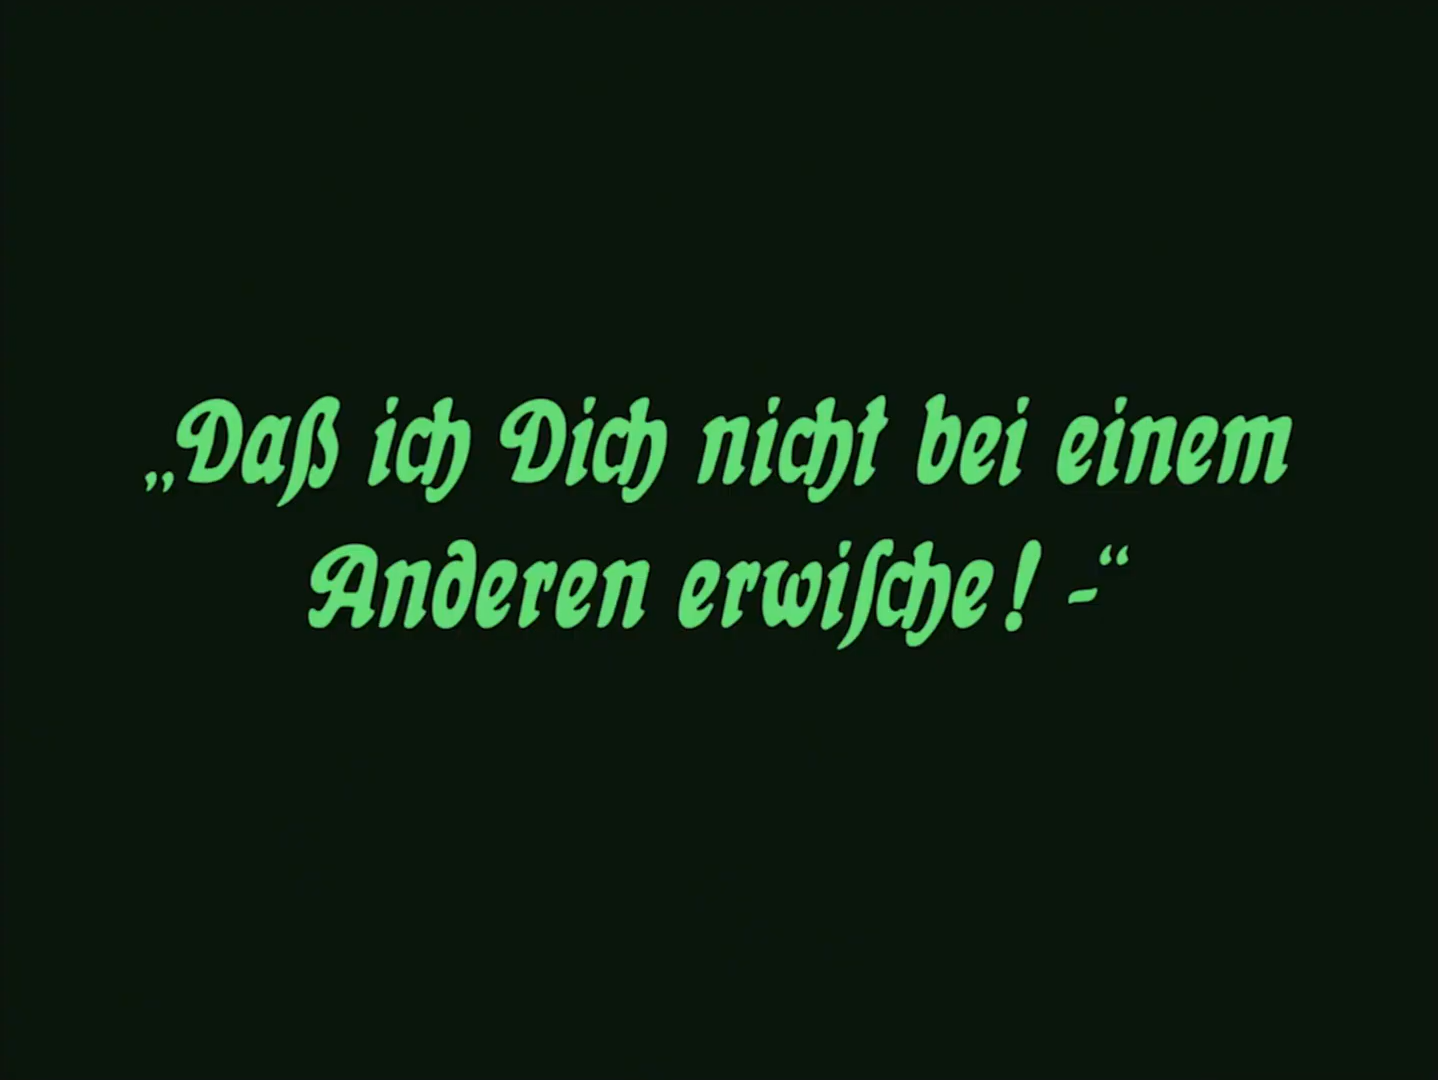 „Daß ich Dich nicht bei einem
Anderen erwiſche! -“